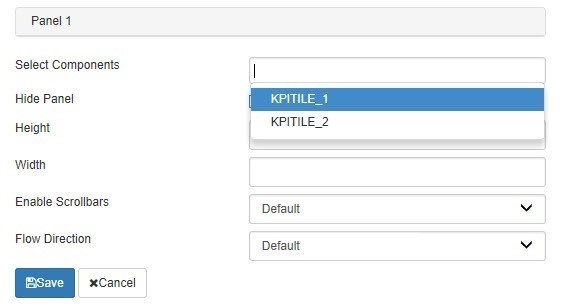 Panel 1
Select Components
Hide Panel
KPITILE_1
Height
KPITILE_2
Width
Enable Scrollbars Default
Flow Direction Default
Save Cancel